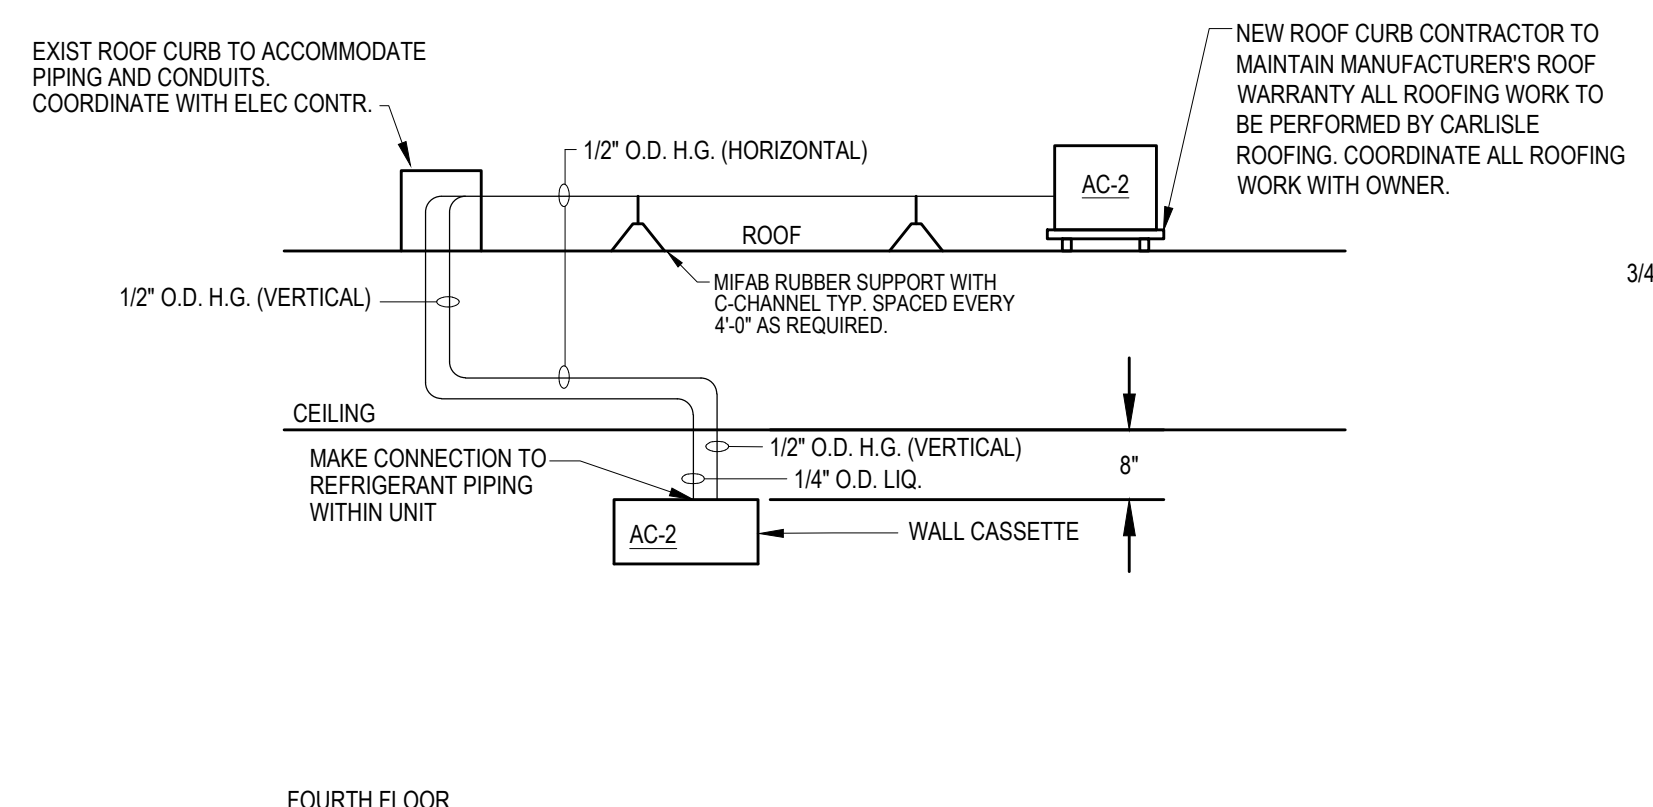 EXIST ROOF CURB TO ACCOMMODATE
PIPING AND CONDUITS.
COORDINATE WITH ELEC CONTR.
NEW ROOF CURB CONTRACTOR TO
MAINTAIN MANUFACTURER'S ROOF
WARRANTY ALL ROOFING WORK TO
BE PERFORMED BY CARLISLE
ROOFING. COORDINATE ALL ROOFING
WORK WITH OWNER.
1/2" O.D. H.G. (HORIZONTAL)
AC-2
ROOF
3/4
MIFAB RUBBER SUPPORT WITH
C-CHANNEL TYP. SPACED EVERY
4'-0" AS REQUIRED.
1/2" O.D. H.G. (VERTICAL)
CEILING
1/2" O.D. H.G. (VERTICAL)
1/4" O.D. LIQ.
8"
MAKE CONNECTION TO
REFRIGERANT PIPING
WITHIN UNIT
AC-2
WALL CASSETTE
FOURTH FLOOR